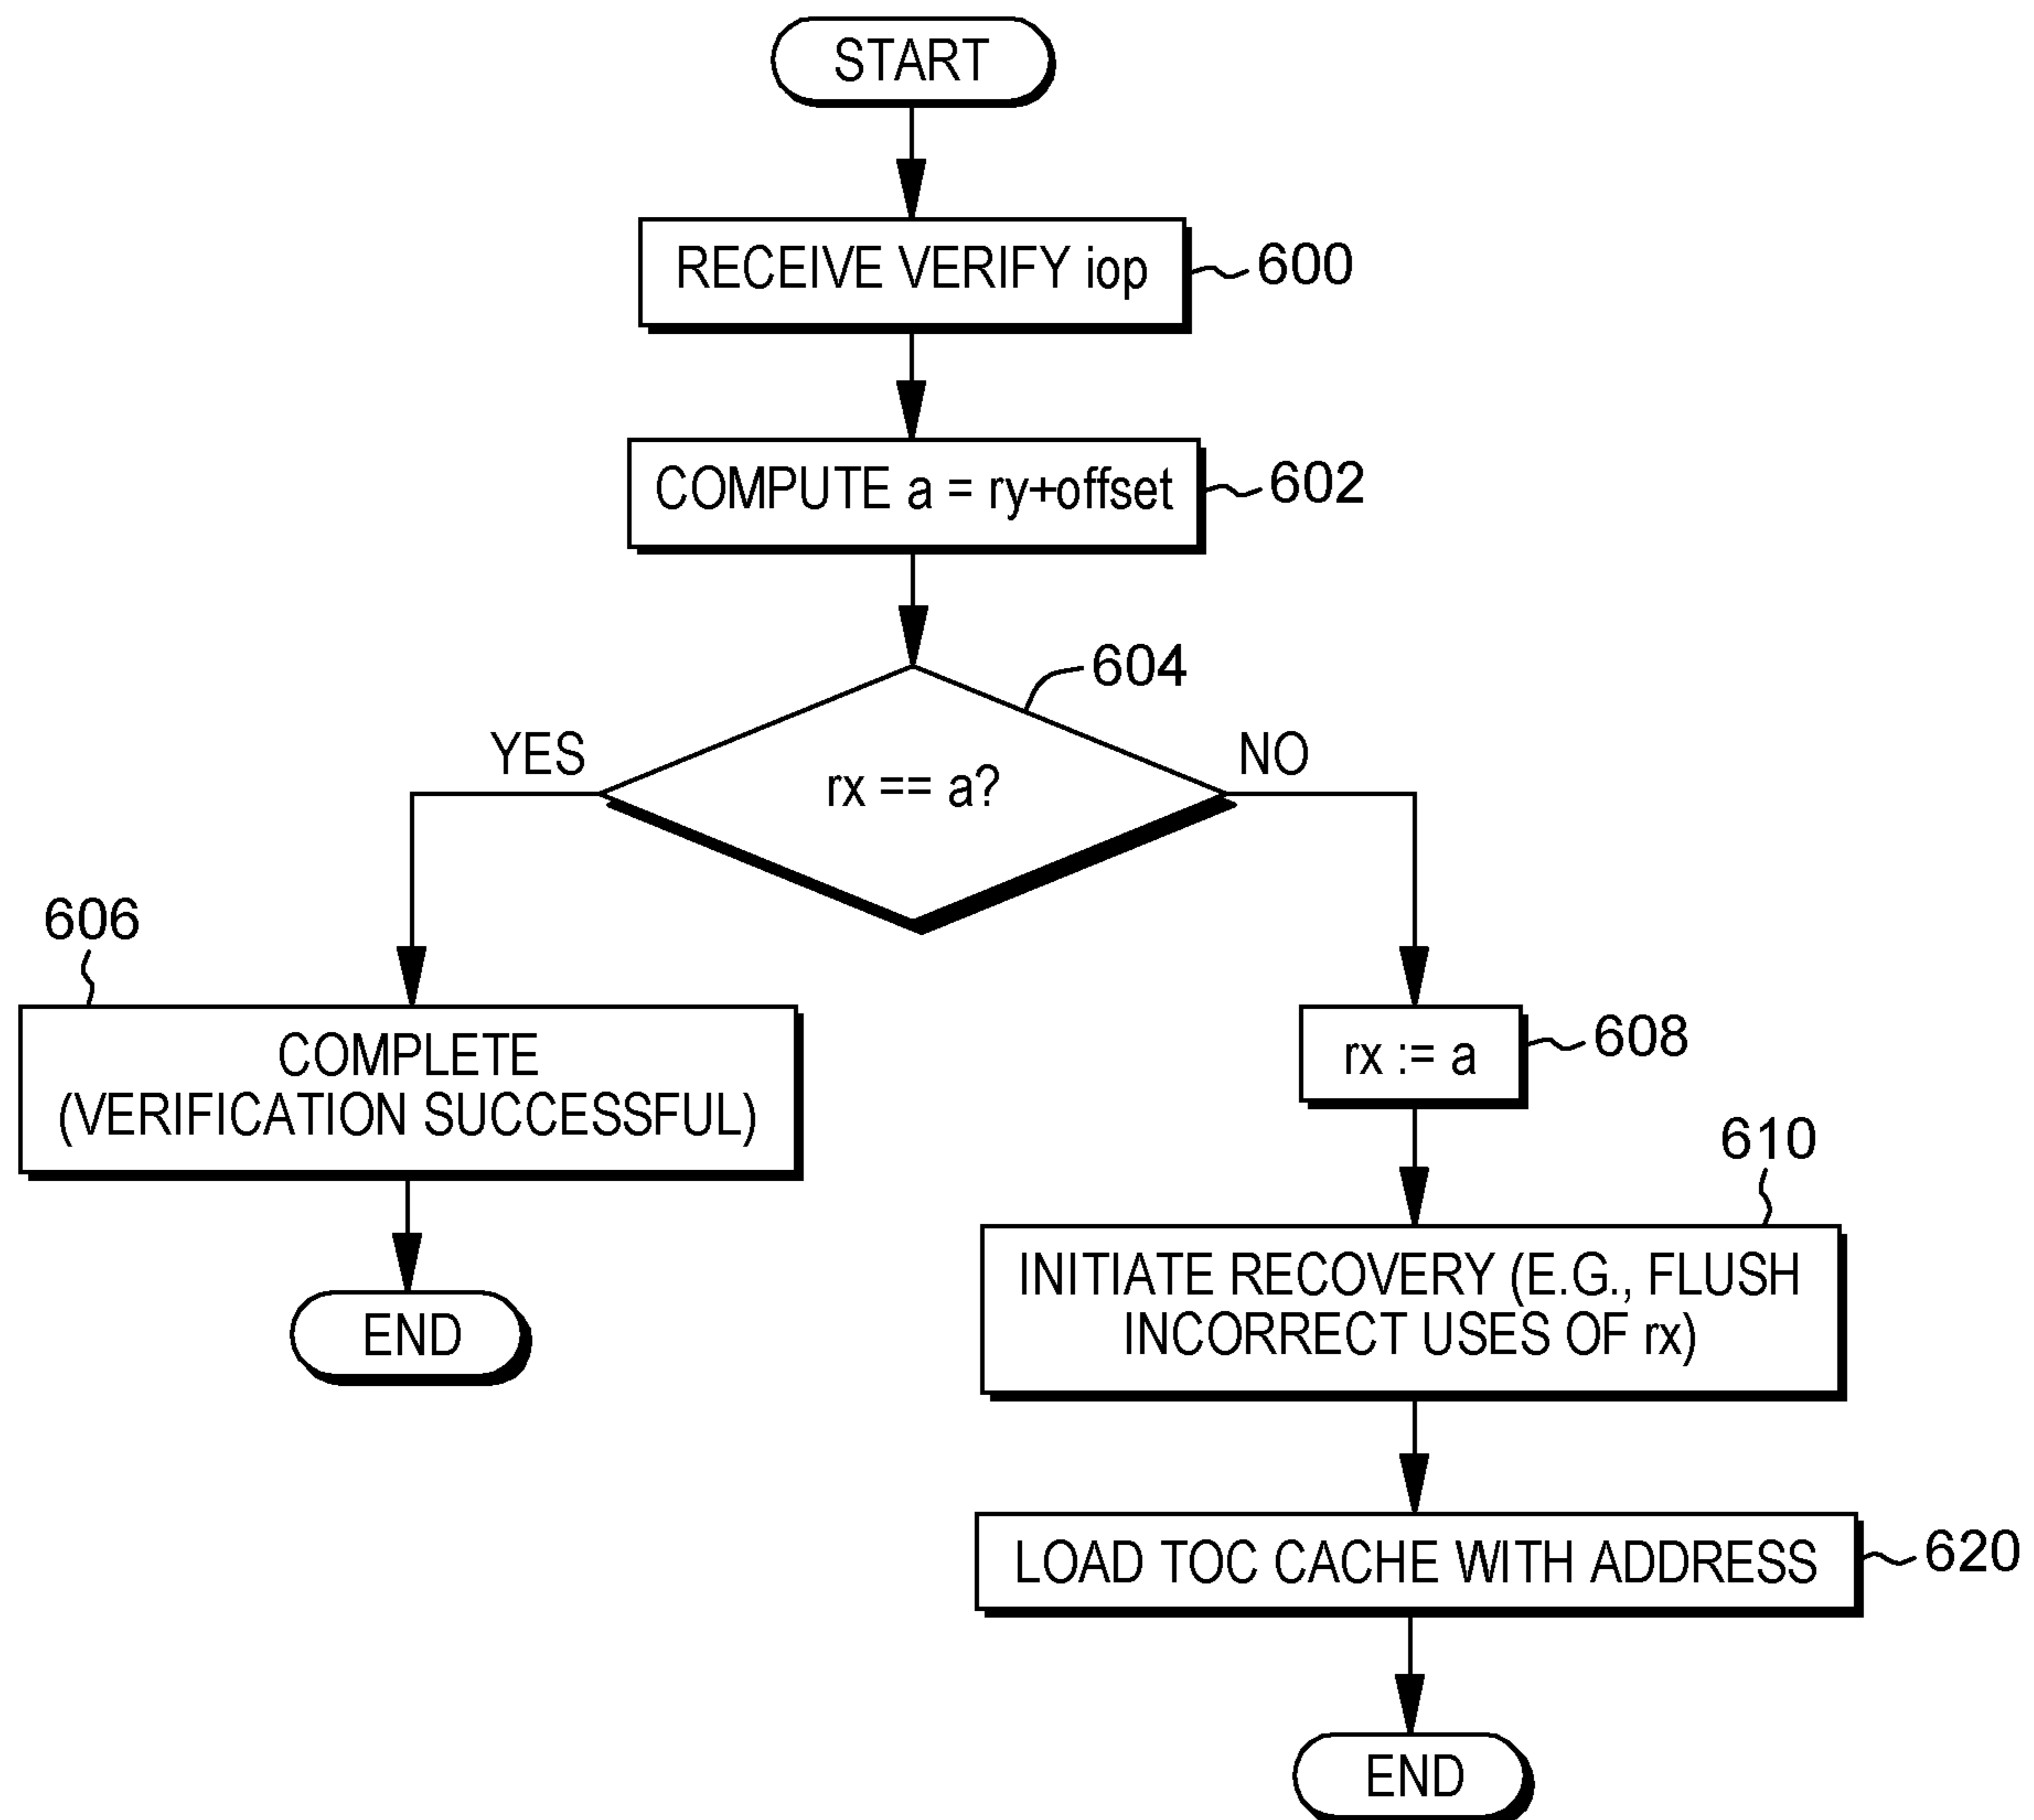 START
RECEIVE VERIFY iop
600
COMPUTE a = ry+offset
602
604
rx == a?
YES
NO
606
COMPLETE
(VERIFICATION SUCCESSFUL)
END
rx := a
608
610
INITIATE RECOVERY (E.G., FLUSH
INCORRECT USES OF rx)
LOAD TOC CACHE WITH ADDRESS
620
END